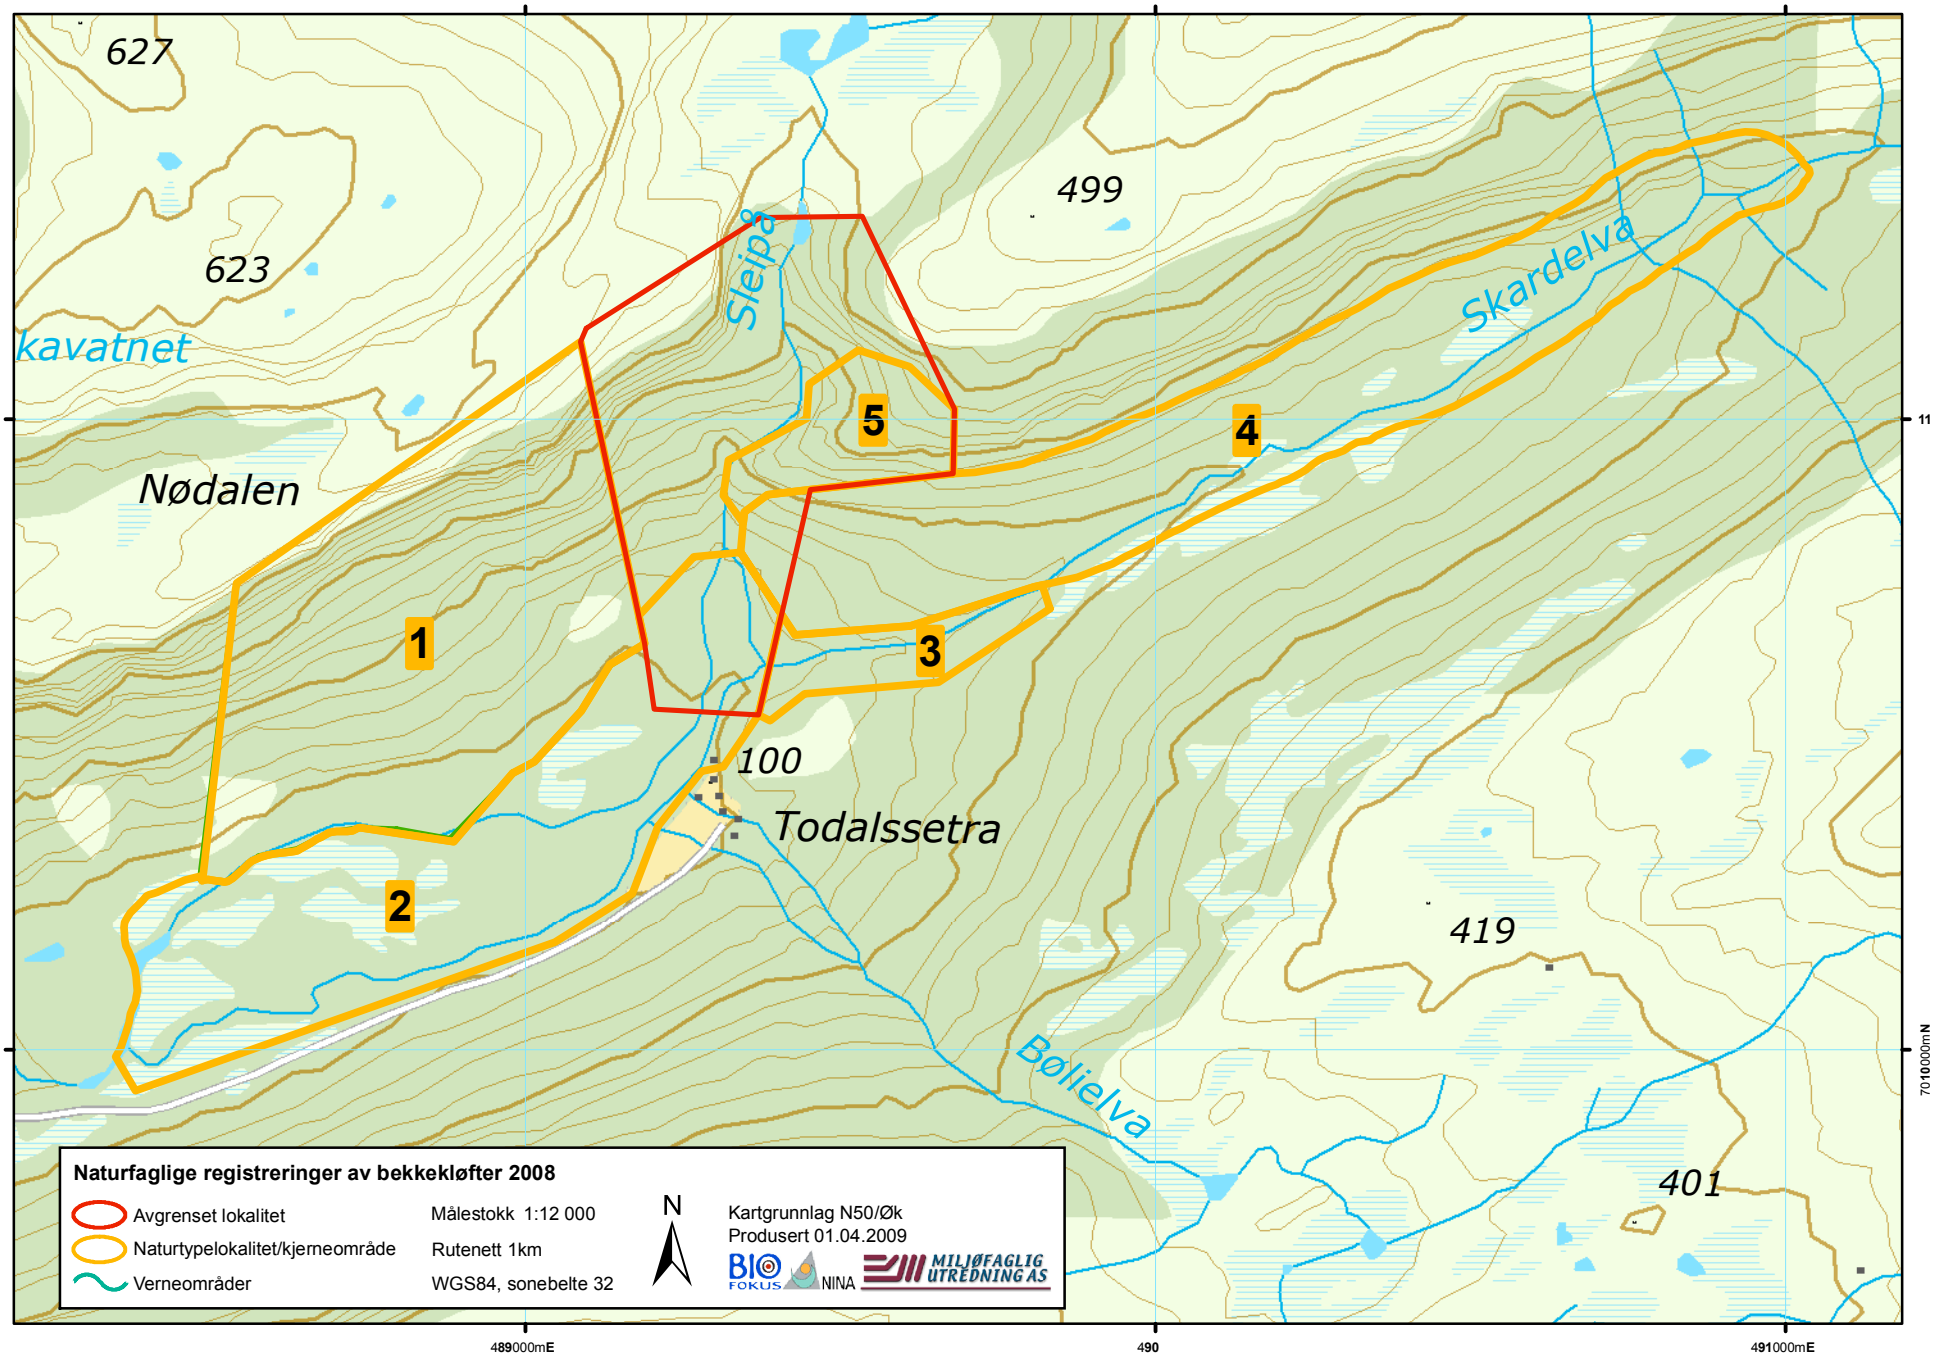 627
499
623
Sleipå
Skardelva
kavatnet
5
4
11
Nødalen
1
3
100
Todalssetra
2
419
Bølielva
7010000mN
401
Naturfaglige registreringer av bekkekløfter 2008
Avgrenset lokalitet
Naturtypelokalitet/kjerneområde
Verneområder
Målestokk 1:12 000
Rutenett 1km
WGS84, sonebelte 32
N
Kartgrunnlag N50/Øk
Produsert 01.04.2009
BIO
FOKUS
NINA
MILJØFAGLIG
UTREDNING AS
489000mE
490
491000mE